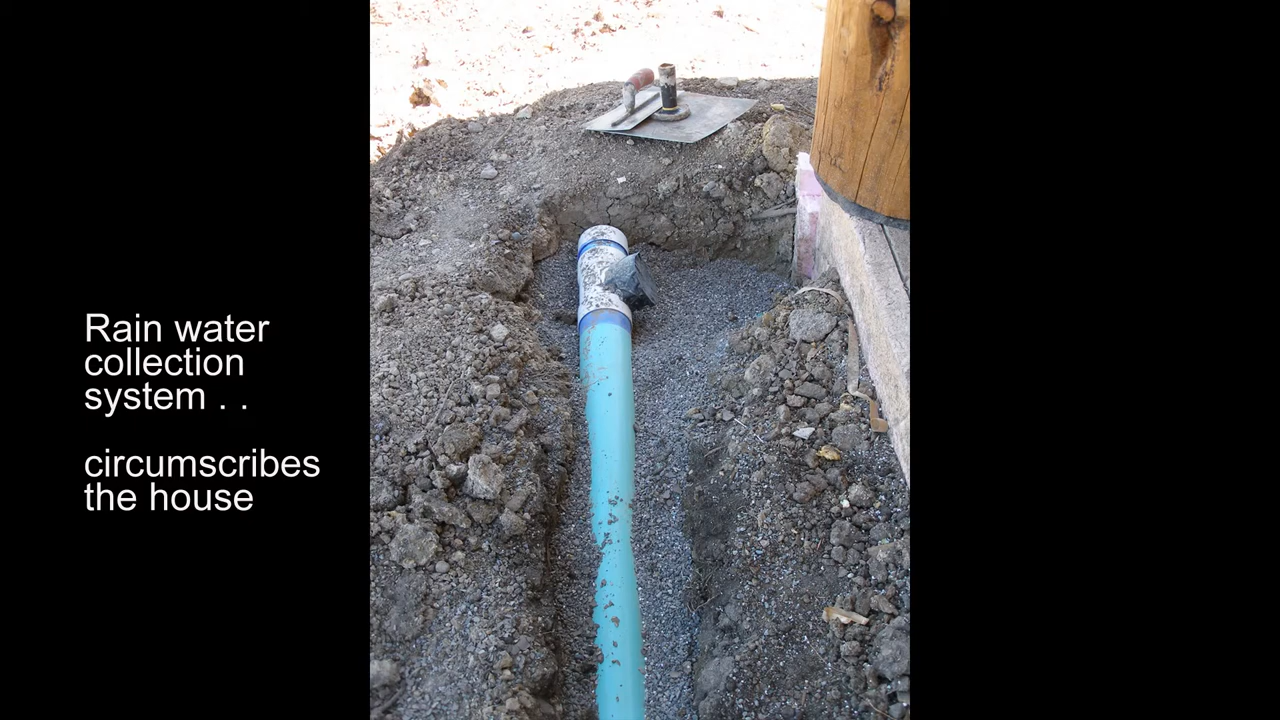 Rain water
collection
system . .
circumscribes
the house